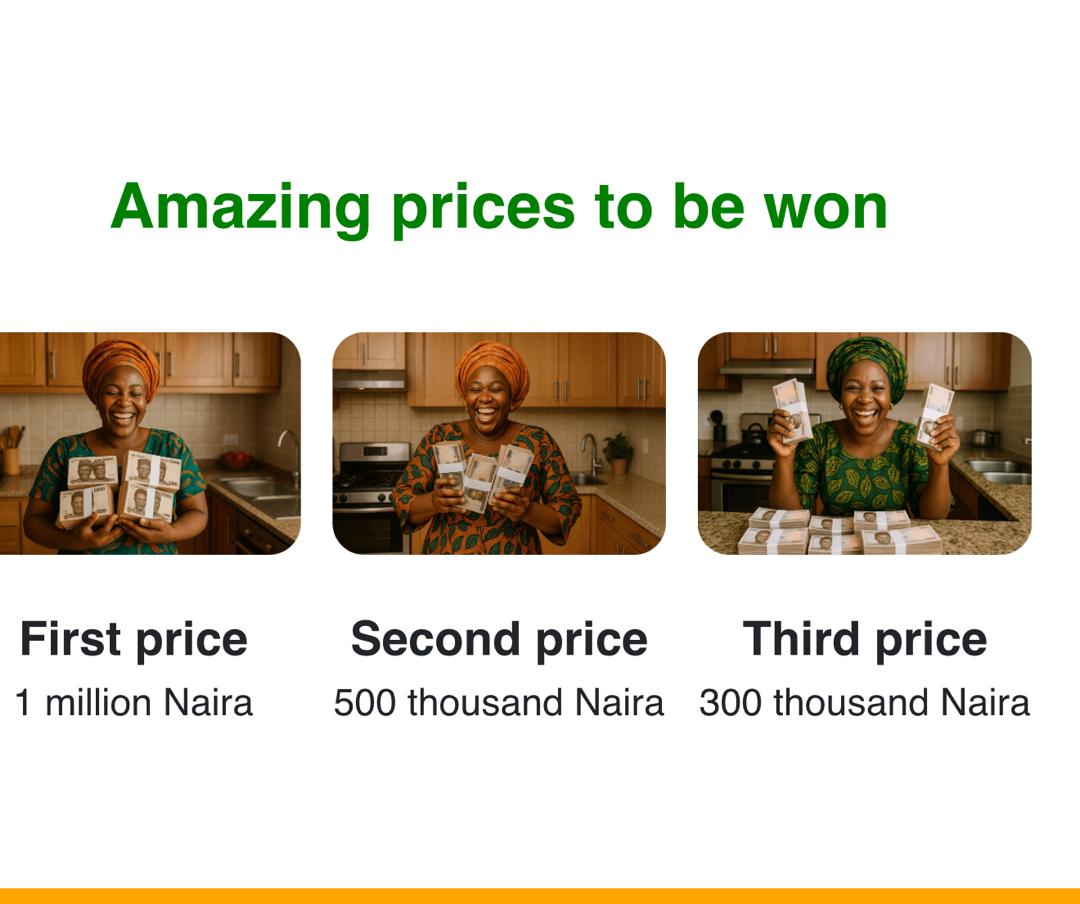 Amazing prices to be won
First price
1 million Naira
Second price
500 thousand Naira
Third price
300 thousand Naira